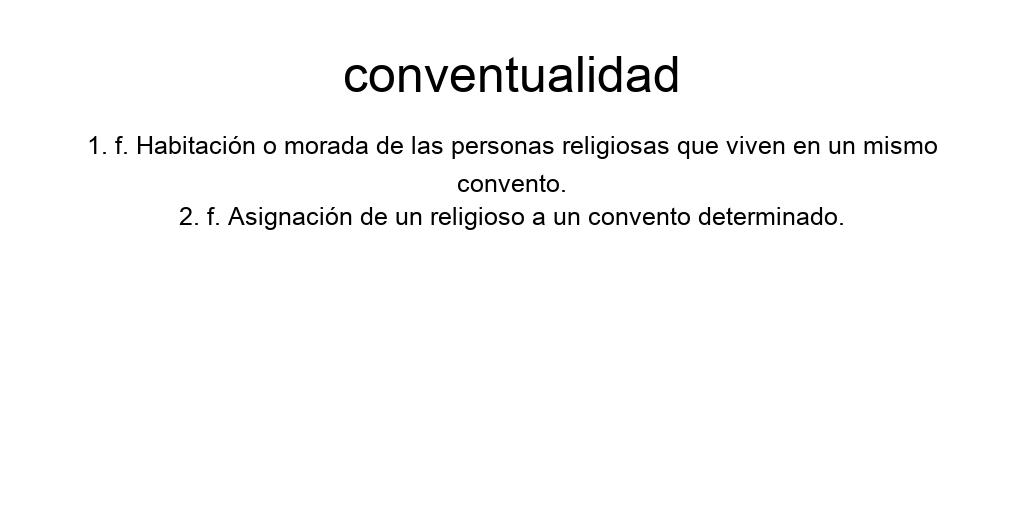 conventualidad
1. f. Habitación o morada de las personas religiosas que viven en un mismo
convento.
2. f. Asignación de un religioso a un convento determinado.